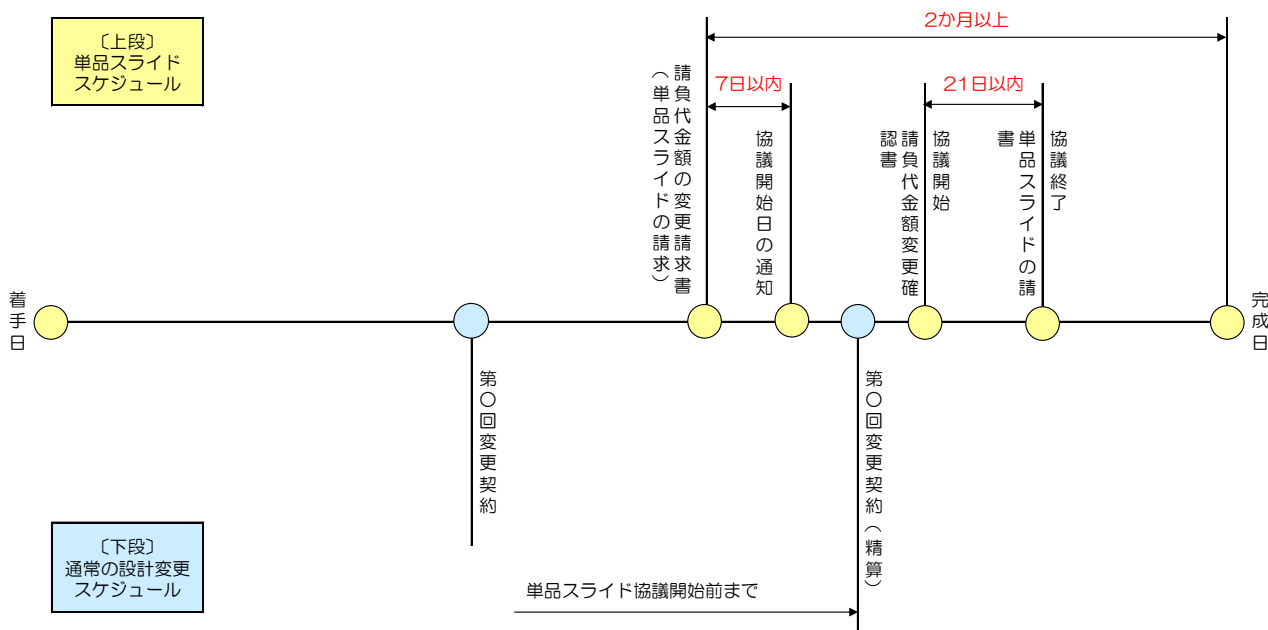 〔上段〕
単品スライド
スケジュール
2か月以上
7日以内
21日以内
請負代金額の変更請求書
（単品スライドの請求）
協議開始日の通知
協議開始
請負代金額変更確
認書
協議終了
単品スライドの請
書
着手日
完成日
第〇回変更契約
第〇回変更契約（精算）
〔下段〕
通常の設計変更
スケジュール
単品スライド協議開始前まで